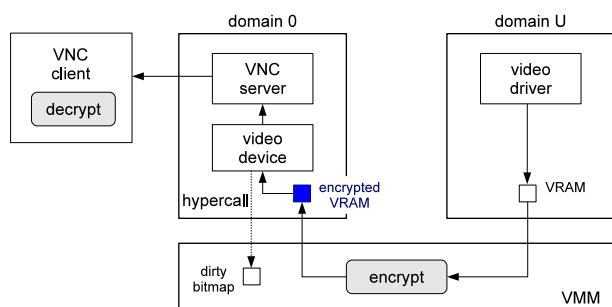 domain 0
domain U
VNC
client
decrypt
VNC
server
video
driver
video
device
hypercall
encrypted
VRAM
VRAM
dirty
bitmap
encrypt
VMM